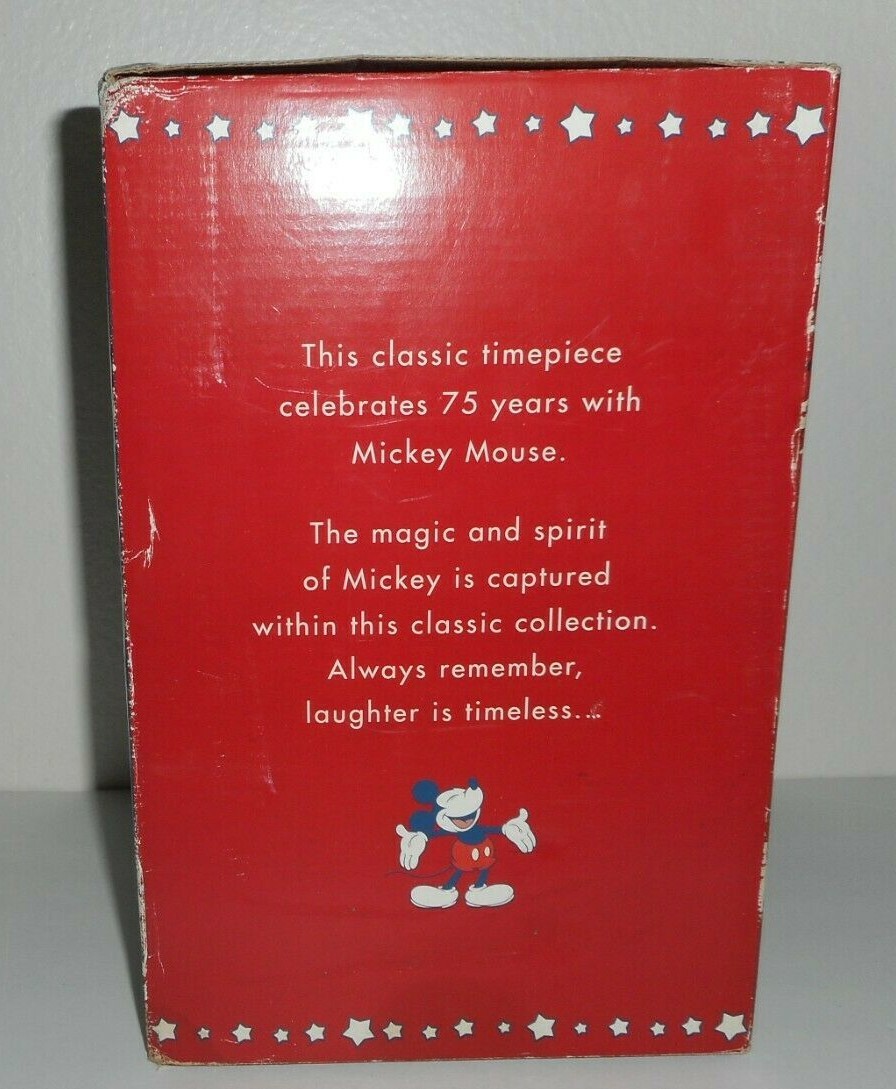 This classic timepiece
celebrates 75 years with
Mickey Mouse.
The magic and spirit
of Mickey is captured
within this classic collection.
Always remember,
laughter is timeless...